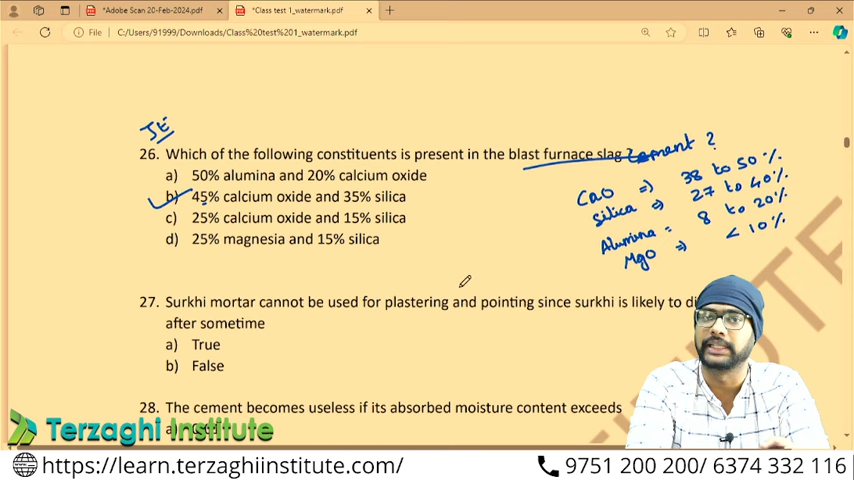 *Adobe Scan 20-Feb-2024.pdf
*Class test 1_watermark.pdf
File
C:/Users/91999/Downloads/Class%20test%201_watermark.pdf
JE
26. Which of the following constituents is present in the blast furnace slag ? cement ?
a) 50% alumina and 20% calcium oxide
b) 45% calcium oxide and 35% silica
c) 25% calcium oxide and 15% silica
d) 25% magnesia and 15% silica
CaO => 38 to 50%
Silica => 27 to 40%
Alumina = 8 to 20%
MgO => < 10%
27. Surkhi mortar cannot be used for plastering and pointing since surkhi is likely to
after sometime
a) True
b) False
28. The cement becomes useless if its absorbed moisture content exceeds
Terzaghi Institute
https://learn.terzaghiinstitute.com/
9751 200 200/ 6374 332 116